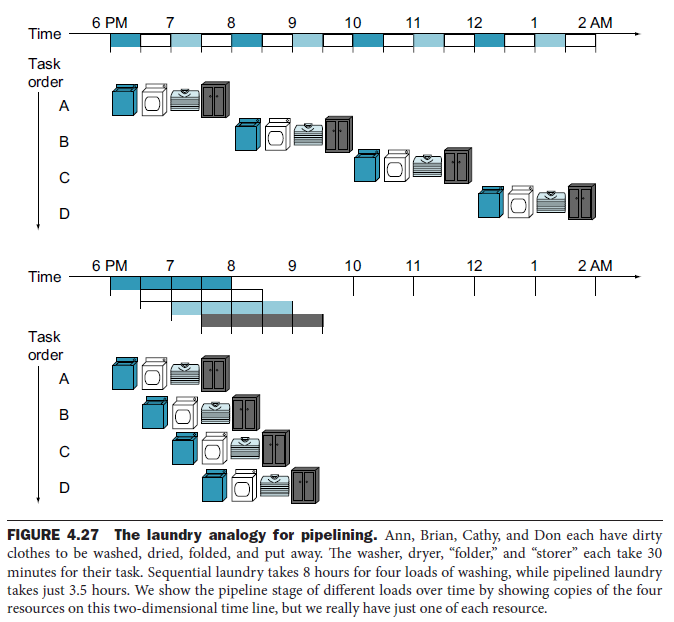 6 PM 7 8 9 10 11 12 1 2 AM
Time
Task
order
A
B
C
D
6 PM 7 8 9 10 11 12 1 2 AM
Time
Task
order
A
B
C
D
FIGURE 4.27 The laundry analogy for pipelining. Ann, Brian, Cathy, and Don each have dirty
clothes to be washed, dried, folded, and put away. The washer, dryer, “folder,” and “storer” each take 30
minutes for their task. Sequential laundry takes 8 hours for four loads of washing, while pipelined laundry
takes just 3.5 hours. We show the pipeline stage of different loads over time by showing copies of the four
resources on this two-dimensional time line, but we really have just one of each resource.